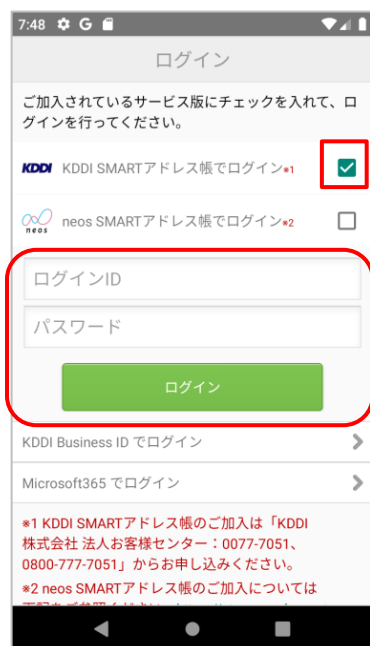 7:48 G
ログイン
ご加入されているサービス版にチェックを入れて、ロ
グインを行ってください。
KDDI KDDI SMARTアドレス帳でログイン*1
neos neos SMARTアドレス帳でログイン*2
ログインID
パスワード
ログイン
KDDI Business ID でログイン
Microsoft365 でログイン
*1 KDDI SMARTアドレス帳のご加入は「KDDI
株式会社 法人お客様センター：0077-7051、
0800-777-7051」からお申し込みください。
*2 neos SMARTアドレス帳のご加入については